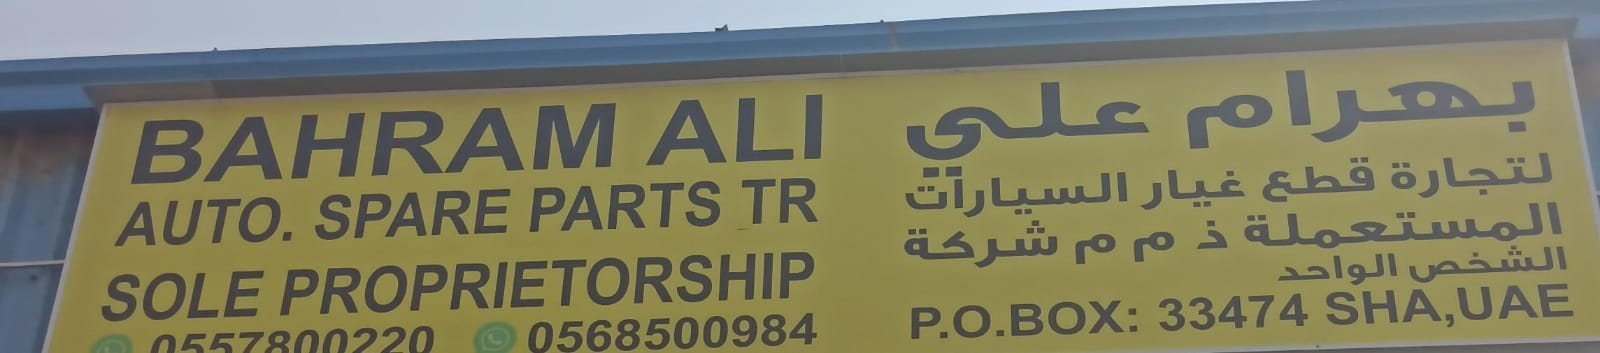 BAHRAM ALI
AUTO. SPARE PARTS TR
SOLE PROPRIETORSHIP
0557800220 0568500984
بهرام علي
لتجارة قطع غيار السيارات
المستعملة ذ م م شركة
الشخص الواحد
P.O.BOX: 33474 SHA,UAE